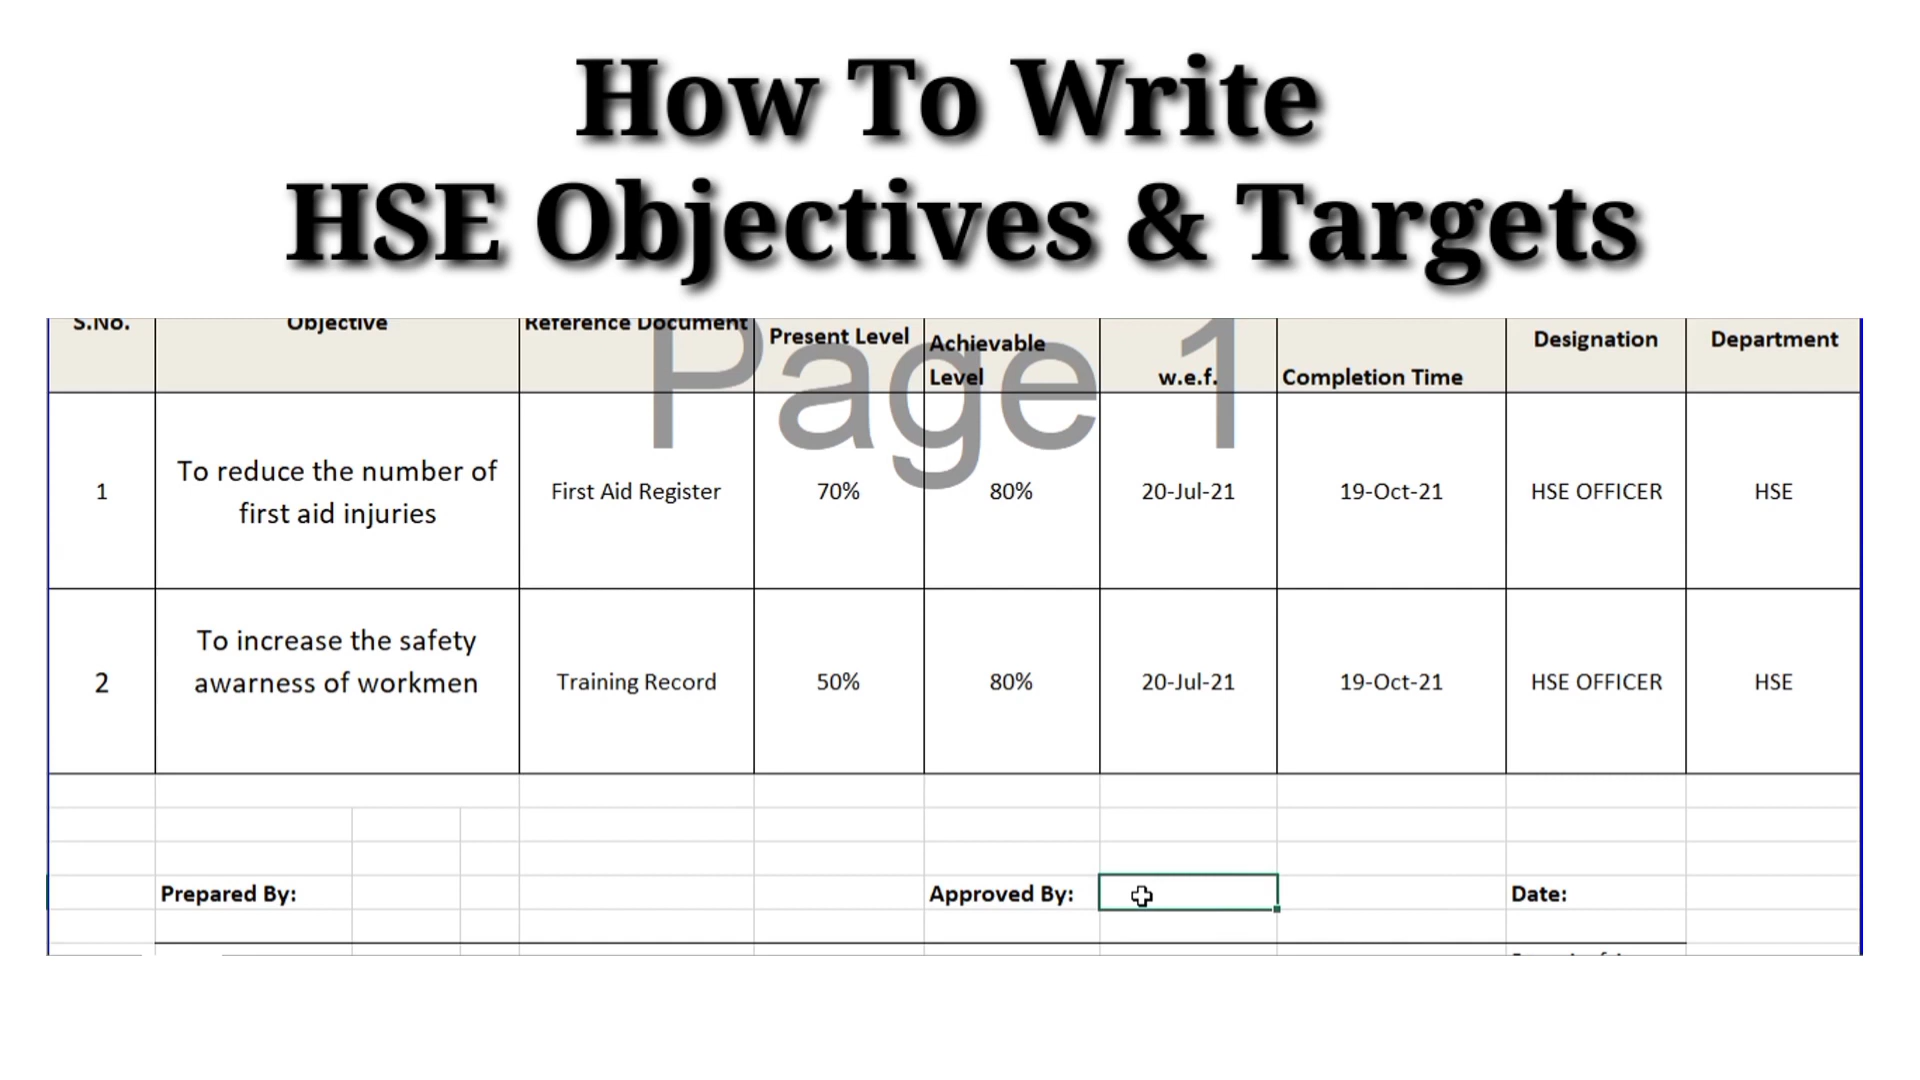 How To Write
HSE Objectives & Targets
S.No.
Objective
Reference Document
Present Level
Achievable
Level
w.e.f.
Completion Time
Designation
Department
Page 1
1
To reduce the number of
first aid injuries
First Aid Register
70%
80%
20-Jul-21
19-Oct-21
HSE OFFICER
HSE
2
To increase the safety
awarness of workmen
Training Record
50%
80%
20-Jul-21
19-Oct-21
HSE OFFICER
HSE
Prepared By:
Approved By:
Date: